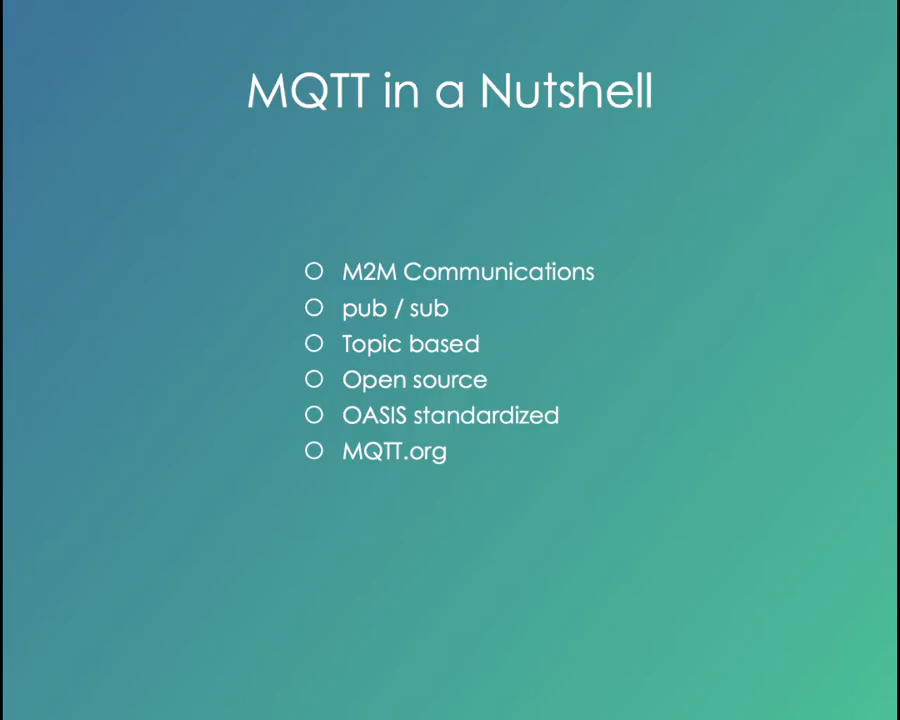 MQTT in a Nutshell
M2M Communications
pub / sub
Topic based
Open source
OASIS standardized
MQTT.org